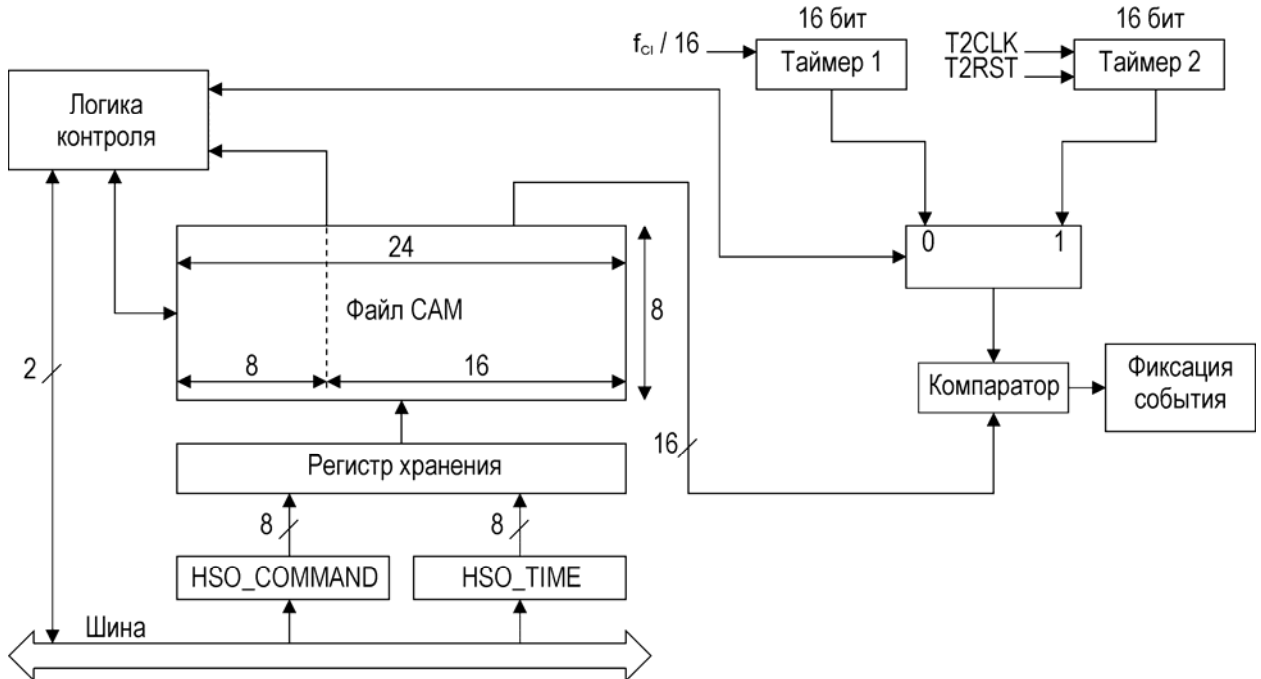 16 бит
16 бит
f_CI / 16
Таймер 1
T2CLK
T2RST
Таймер 2
Логика
контроля
0
1
24
Файл CAM
8
8
16
2
Компаратор
Фиксация
события
16
Регистр хранения
8
8
HSO_COMMAND
HSO_TIME
Шина